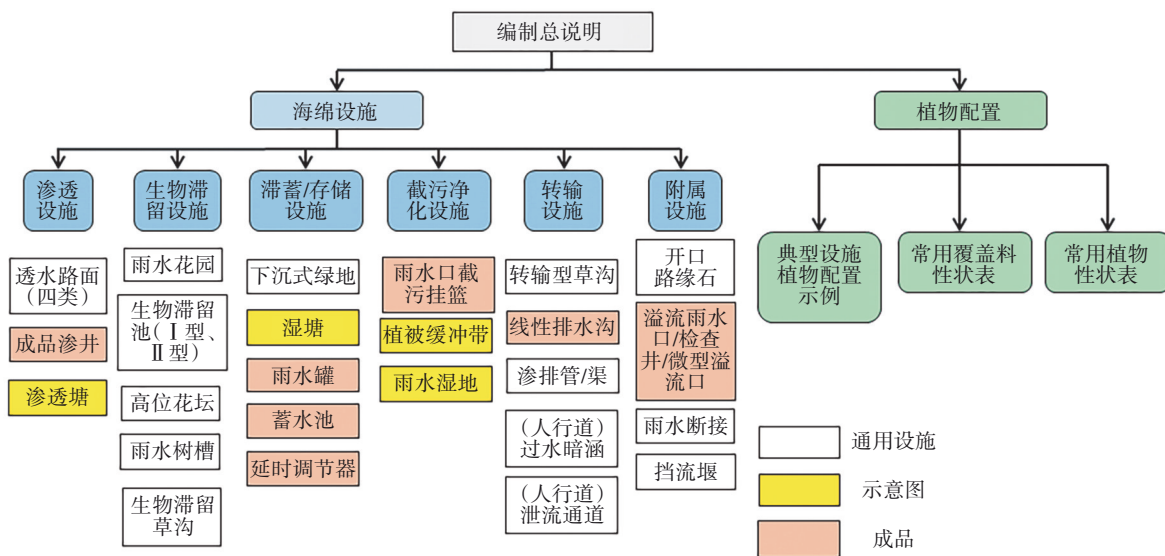 编制总说明
海绵设施
植物配置
渗透
设施
生物滞
留设施
滞蓄/存储
设施
截污净
化设施
转输
设施
附属
设施
透水路面
（四类）
成品渗井
渗透塘
雨水花园
生物滞留
池（Ⅰ型、
Ⅱ型）
高位花坛
雨水树槽
生物滞留
草沟
下沉式绿地
湿塘
雨水罐
蓄水池
延时调节器
雨水口截
污挂篮
植被缓冲带
雨水湿地
转输型草沟
线性排水沟
渗排管/渠
（人行道）
过水暗涵
（人行道）
泄流通道
开口
路缘石
溢流雨水
口/检查
井/微型溢
流口
雨水断接
挡流堰
典型设施
植物配置
示例
常用覆盖料
性状表
常用植物
性状表
通用设施
示意图
成品